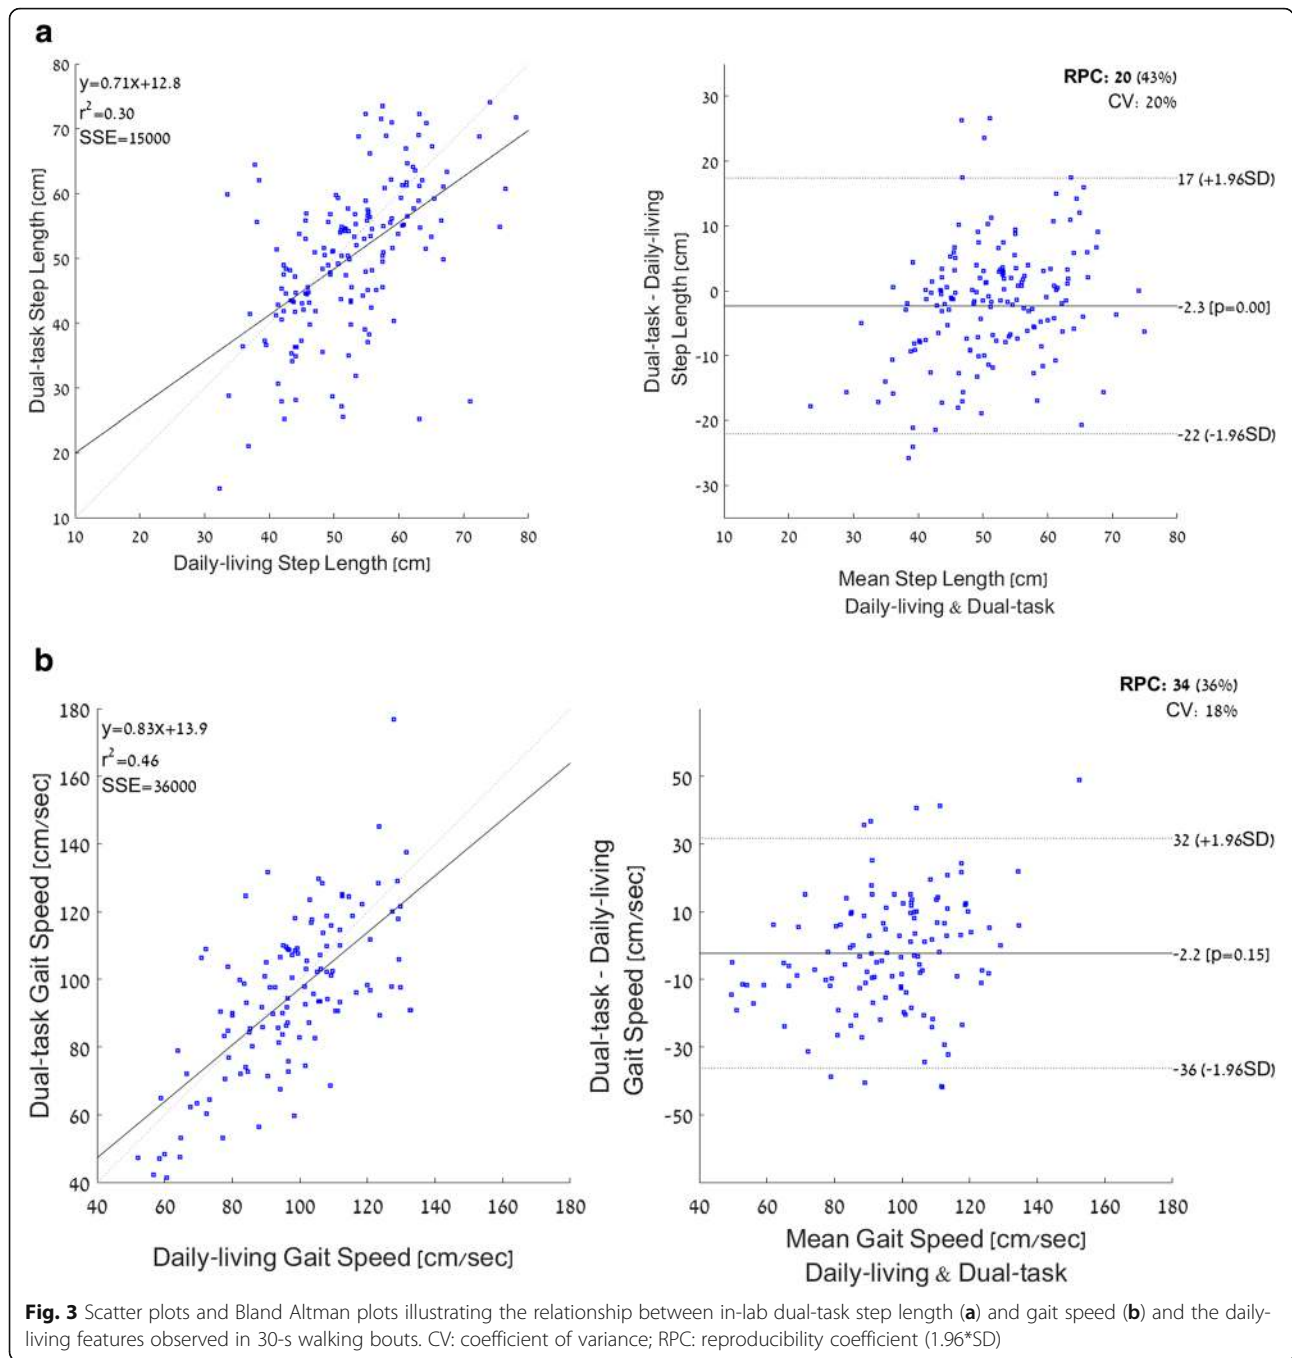 a
y=0.71x+12.8
r²=0.30
SSE=15000
80
70
60
50
40
30
20
10
Dual-task Step Length [cm]
10 20 30 40 50 60 70 80
Daily-living Step Length [cm]
RPC: 20 (43%)
CV: 20%
30
20
10
0
-10
-20
-30
Dual-task - Daily-living
Step Length [cm]
17 (+1.96SD)
-2.3 [p=0.00]
-22 (-1.96SD)
10 20 30 40 50 60 70 80
Mean Step Length [cm]
Daily-living & Dual-task
b
y=0.83x+13.9
r²=0.46
SSE=36000
180
160
140
120
100
80
60
40
Dual-task Gait Speed [cm/sec]
40 60 80 100 120 140 160 180
Daily-living Gait Speed [cm/sec]
RPC: 34 (36%)
CV: 18%
50
30
10
-10
-30
-50
Dual-task - Daily-living
Gait Speed [cm/sec]
32 (+1.96SD)
-2.2 [p=0.15]
-36 (-1.96SD)
40 60 80 100 120 140 160 180
Mean Gait Speed [cm/sec]
Daily-living & Dual-task
Fig. 3 Scatter plots and Bland Altman plots illustrating the relationship between in-lab dual-task step length (a) and gait speed (b) and the daily-
living features observed in 30-s walking bouts. CV: coefficient of variance; RPC: reproducibility coefficient (1.96*SD)